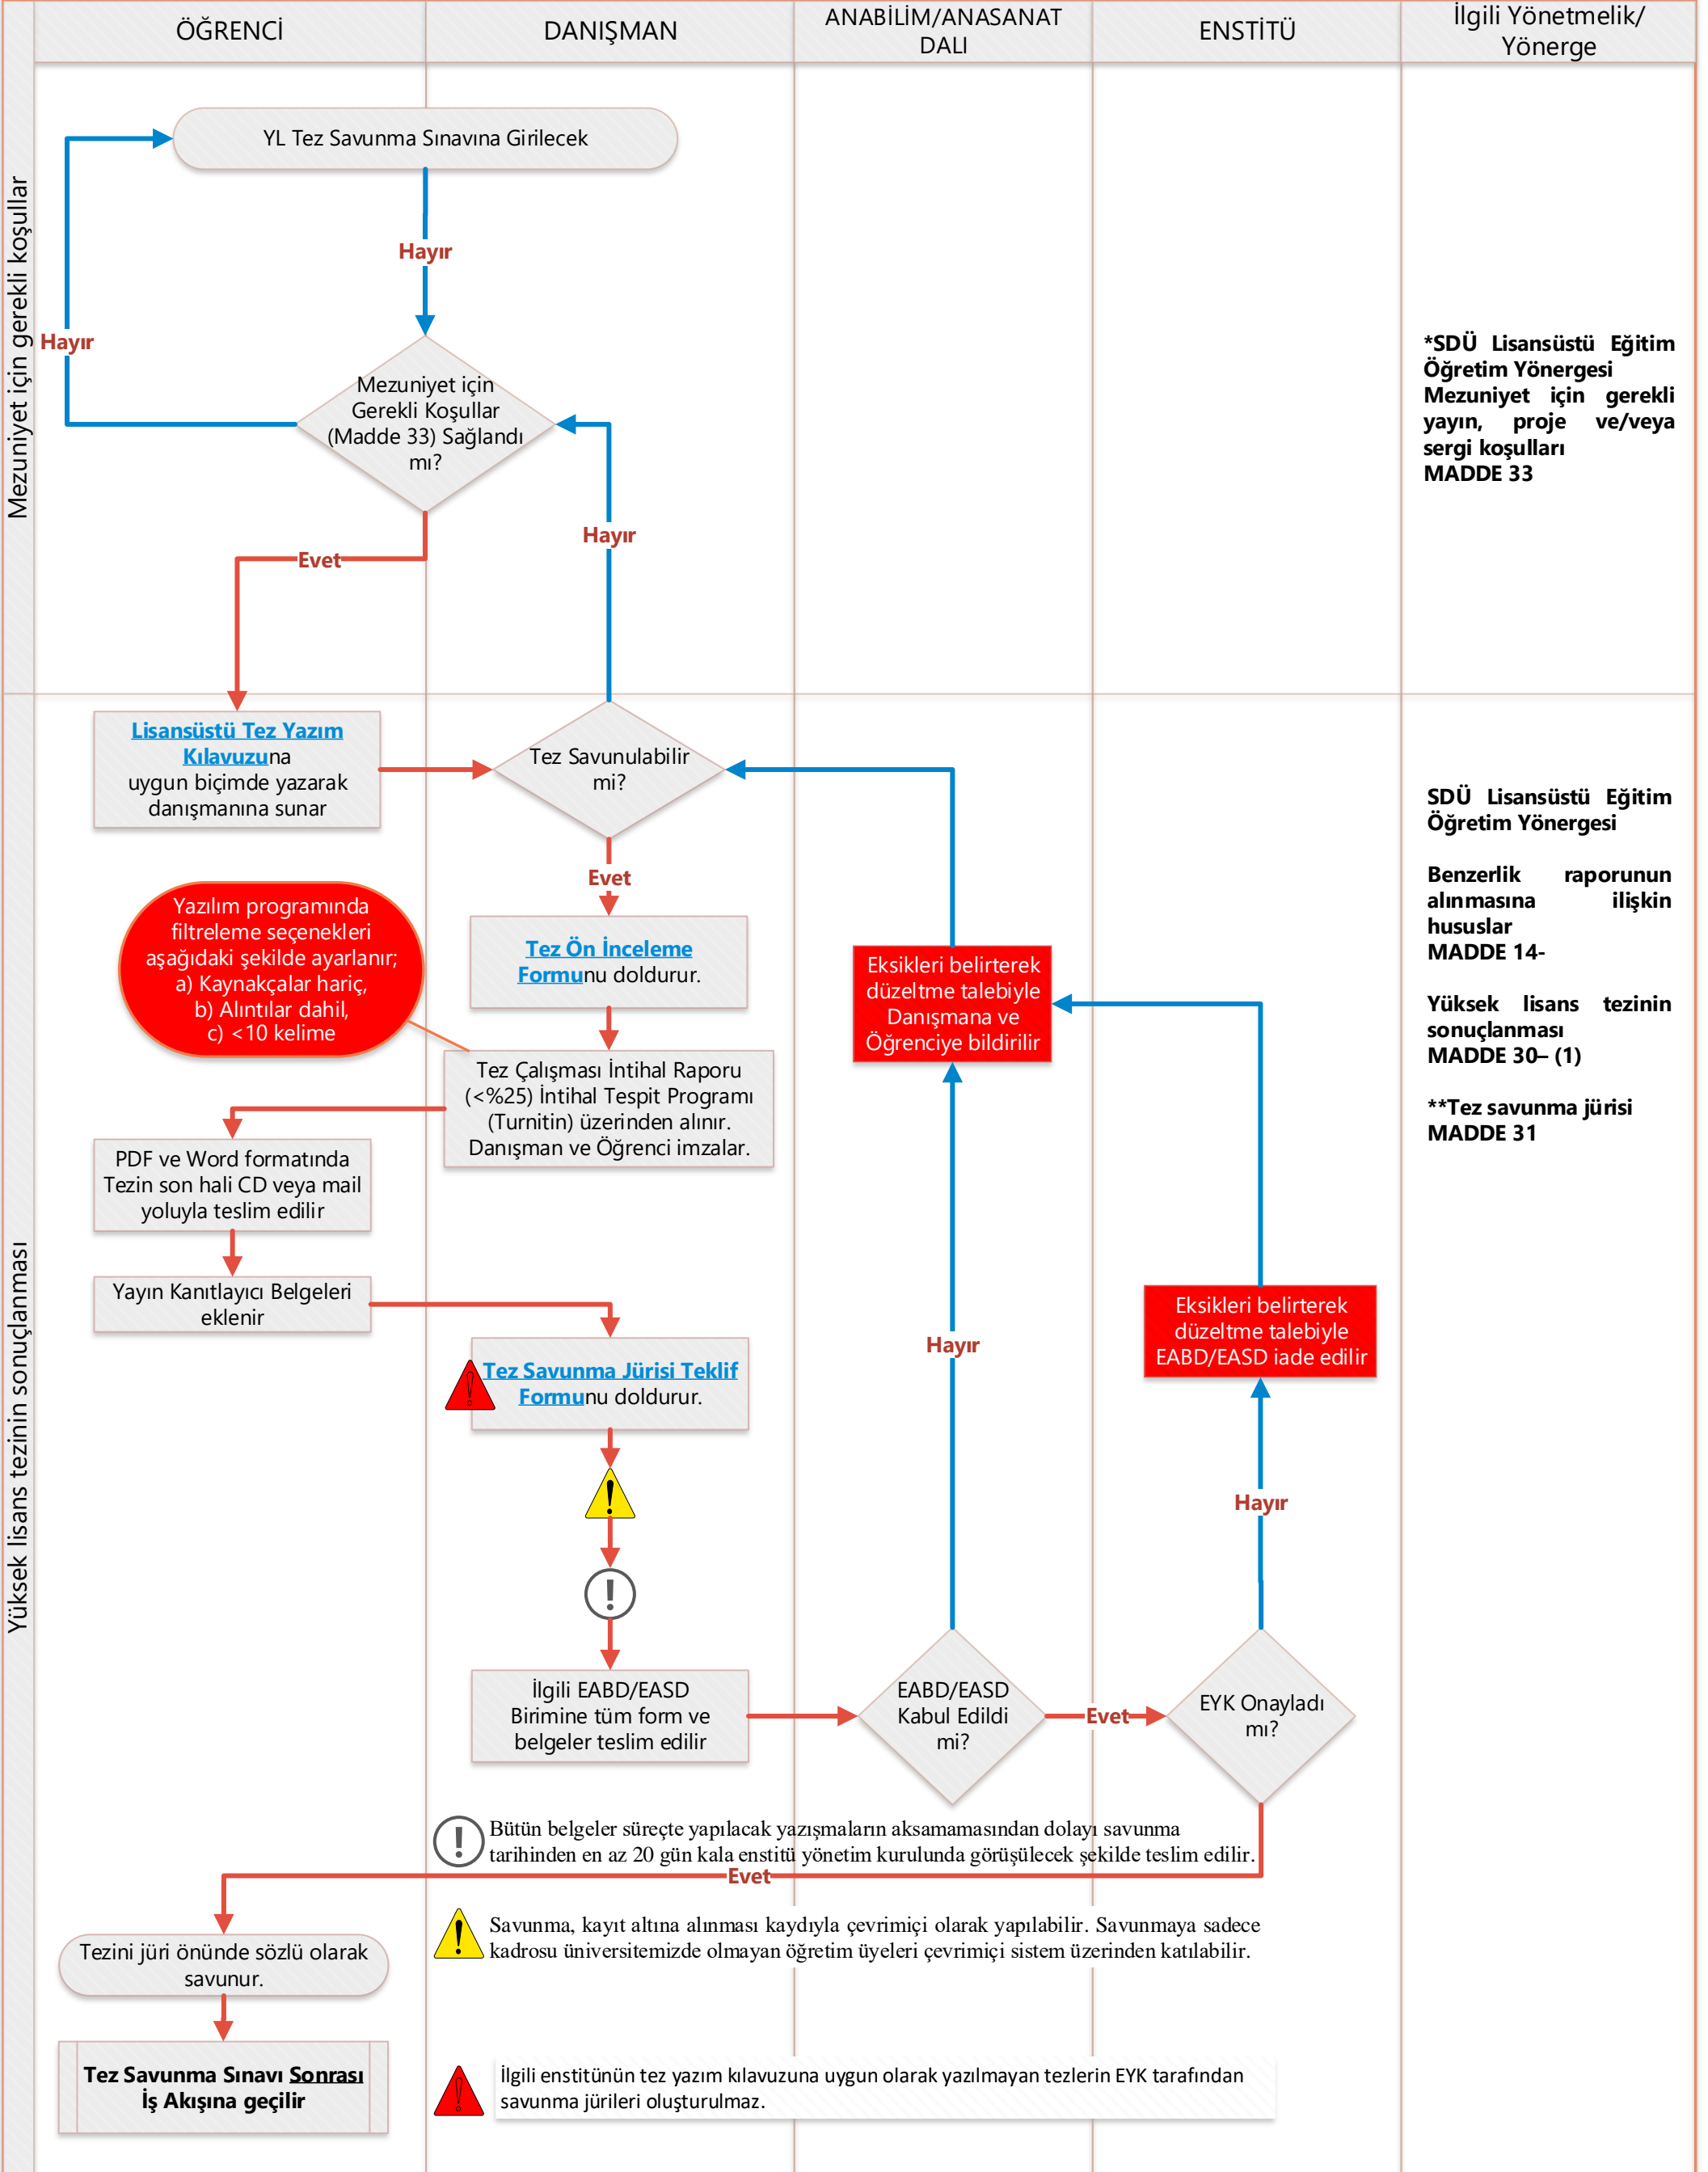 ÖĞRENCİ
DANIŞMAN
ANABİLİM/ANASANAT
DALI
ENSTİTÜ
İlgili Yönetmelik/
Yönerge
Mezuniyet için gerekli koşullar
YL Tez Savunma Sınavına Girilecek
Hayır
Hayır
Mezuniyet için
Gerekli Koşullar
(Madde 33) Sağlandı
mı?
Hayır
Evet
*SDÜ Lisansüstü Eğitim
Öğretim Yönergesi
Mezuniyet için gerekli
yayın, proje ve/veya
sergi koşulları
MADDE 33
Yüksek lisans tezinin sonuçlanması
Lisansüstü Tez Yazım
Kılavuzuna
uygun biçimde yazarak
danışmanına sunar
Tez Savunulabilir
mi?
Evet
Yazılım programında
filtreleme seçenekleri
aşağıdaki şekilde ayarlanır;
a) Kaynakçalar hariç,
b) Alıntılar dahil,
c) <10 kelime
Tez Ön İnceleme
Formunu doldurur.
Tez Çalışması İntihal Raporu
(<%25) İntihal Tespit Programı
(Turnitin) üzerinden alınır.
Danışman ve Öğrenci imzalar.
PDF ve Word formatında
Tezin son hali CD veya mail
yoluyla teslim edilir
Yayın Kanıtlayıcı Belgeleri
eklenir
Tez Savunma Jürisi Teklif
Formunu doldurur.
İlgili EABD/EASD
Birimine tüm form ve
belgeler teslim edilir
Eksikleri belirterek
düzeltme talebiyle
Danışmana ve
Öğrenciye bildirilir
Hayır
EABD/EASD
Kabul Edildi
mi?
Evet
Eksikleri belirterek
düzeltme talebiyle
EABD/EASD iade edilir
Hayır
EYK Onayladı
mı?
SDÜ Lisansüstü Eğitim
Öğretim Yönergesi
Benzerlik raporunun
alınmasına ilişkin
hususlar
MADDE 14-
Yüksek lisans tezinin
sonuçlanması
MADDE 30– (1)
**Tez savunma jürisi
MADDE 31
Bütün belgeler süreçte yapılacak yazışmaların aksamamasından dolayı savunma
tarihinden en az 20 gün kala enstitü yönetim kurulunda görüşülecek şekilde teslim edilir.
Evet
Savunma, kayıt altına alınması kaydıyla çevrimiçi olarak yapılabilir. Savunmaya sadece
kadrosu üniversitemizde olmayan öğretim üyeleri çevrimiçi sistem üzerinden katılabilir.
Tezini jüri önünde sözlü olarak
savunur.
Tez Savunma Sınavı Sonrası
İş Akışına geçilir
İlgili enstitünün tez yazım kılavuzuna uygun olarak yazılmayan tezlerin EYK tarafından
savunma jürileri oluşturulmaz.